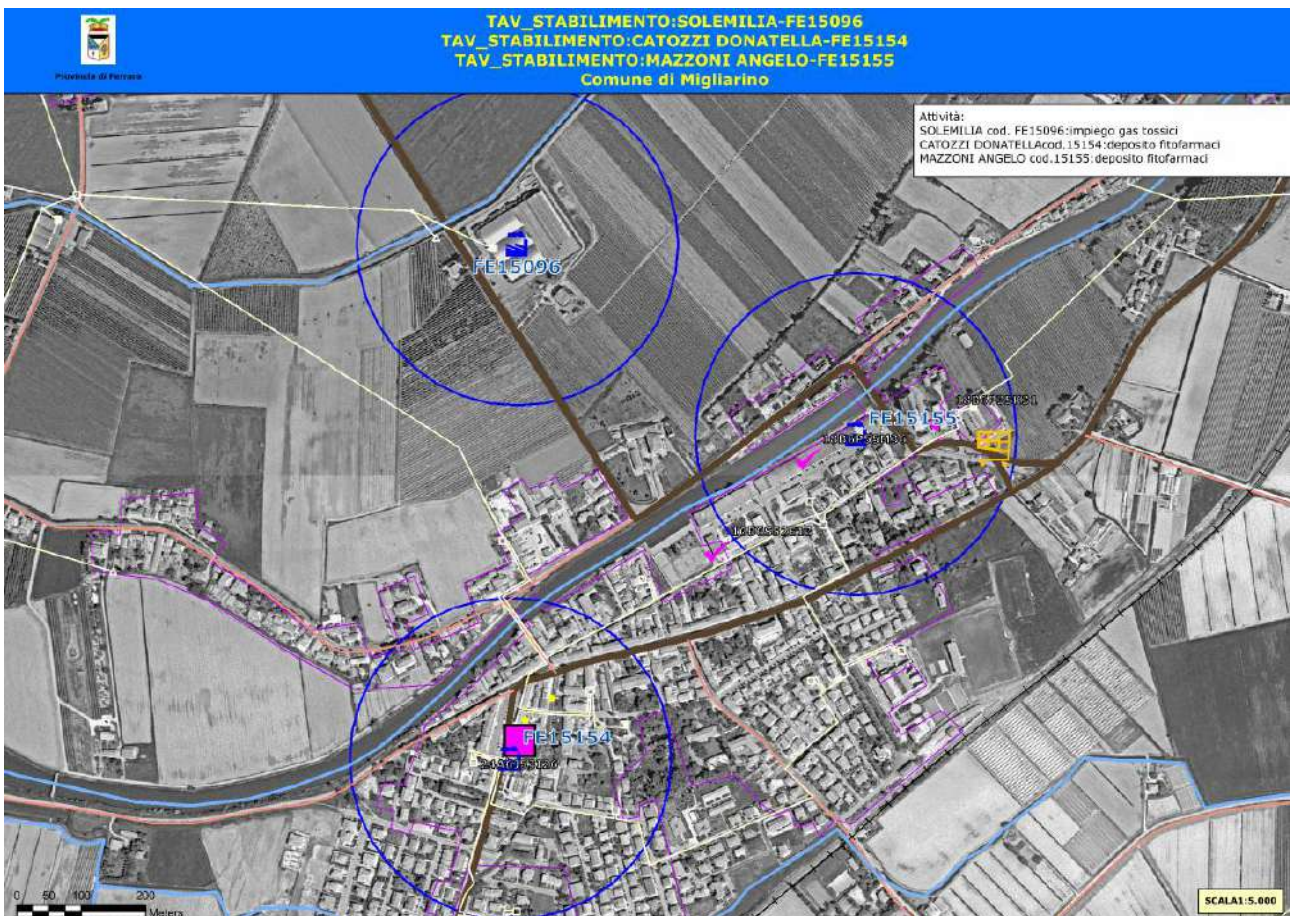 TAV_STABILIMENTO:SOLEMILIA-FE15096
TAV_STABILIMENTO:CATOZZI DONATELLA-FE15154
TAV_STABILIMENTO:MAZZONI ANGELO-FE15155
Comune di Migliarino
Provincia di Ferrara
Attività:
SOLEMILIA cod. FE15096:impiego gas tossici
CATOZZI DONATELLAcod.15154:deposito fitofarmaci
MAZZONI ANGELO cod.15155:deposito fitofarmaci
FE15096
FE15155
FE15154
0 50 100 200
Meters
SCALA1:5.000